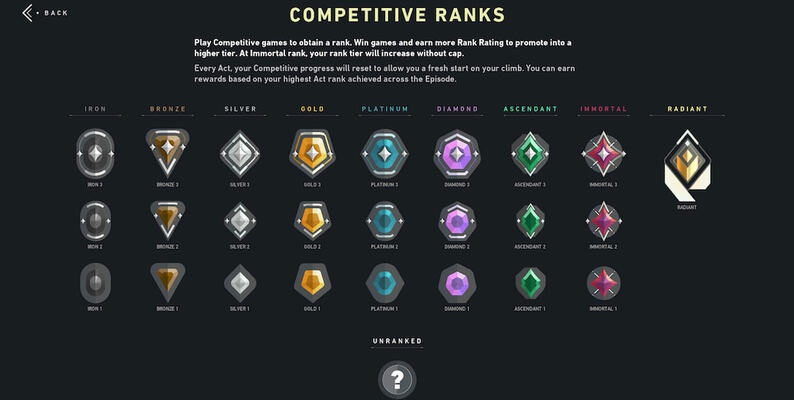 BACK
COMPETITIVE RANKS
Play Competitive games to obtain a rank. Win games and earn more Rank Rating to promote into a
higher tier. At Immortal rank, your rank tier will increase without cap.
Every Act, your Competitive progress will reset to allow you a fresh start on your climb. You can earn
rewards based on your highest Act rank achieved across the Episode.
IRON BRONZE SILVER GOLD PLATINUM DIAMOND ASCENDANT IMMORTAL RADIANT
IRON 3 BRONZE 3 SILVER 3 GOLD 3 PLATINUM 3 DIAMOND 3 ASCENDANT 3 IMMORTAL 3
RADIANT
IRON 2 BRONZE 2 SILVER 2 GOLD 2 PLATINUM 2 DIAMOND 2 ASCENDANT 2 IMMORTAL 2
IRON 1 BRONZE 1 SILVER 1 GOLD 1 PLATINUM 1 DIAMOND 1 ASCENDANT 1 IMMORTAL 1
UNRANKED
?